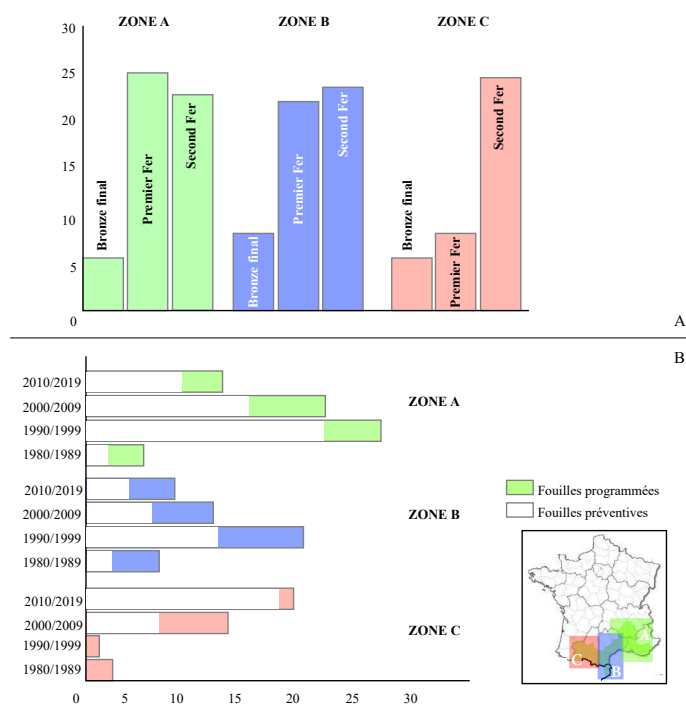 ZONE A
ZONE B
ZONE C
30
25
20
15
10
5
0
Bronze final
Premier Fer
Second Fer
Bronze final
Premier Fer
Second Fer
Bronze final
Premier Fer
Second Fer
A
B
2010/2019
2000/2009
1990/1999
1980/1989
ZONE A
2010/2019
2000/2009
1990/1999
1980/1989
ZONE B
2010/2019
2000/2009
1990/1999
1980/1989
ZONE C
0 5 10 15 20 25 30
Fouilles programmées
Fouilles préventives
A
B
C